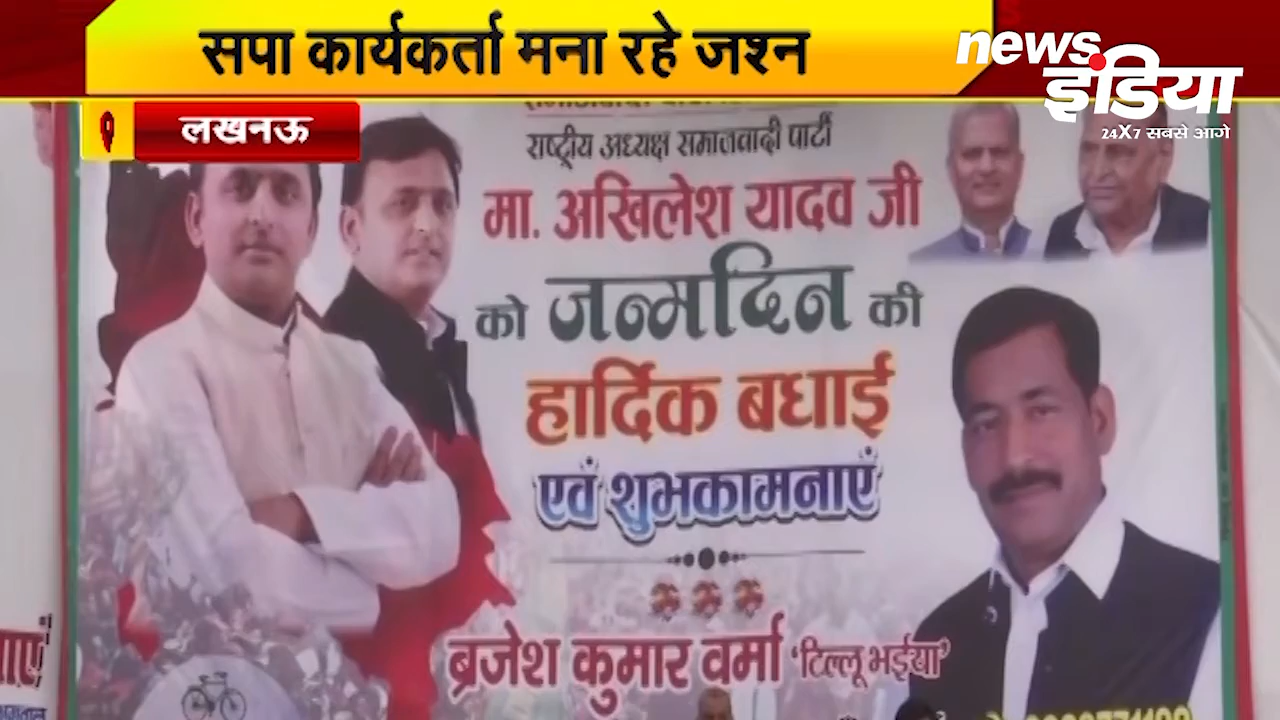 सपा कार्यकर्ता मना रहे जश्न
news
इंडिया
24X7 सबसे आगे
लखनऊ
राष्ट्रीय अध्यक्ष समाजवादी पार्टी
मा. अखिलेश यादव जी
को जन्मदिन की
हार्दिक बधाई
एवं शुभकामनाएं
ब्रजेश कुमार वर्मा 'टिल्लू भईया'